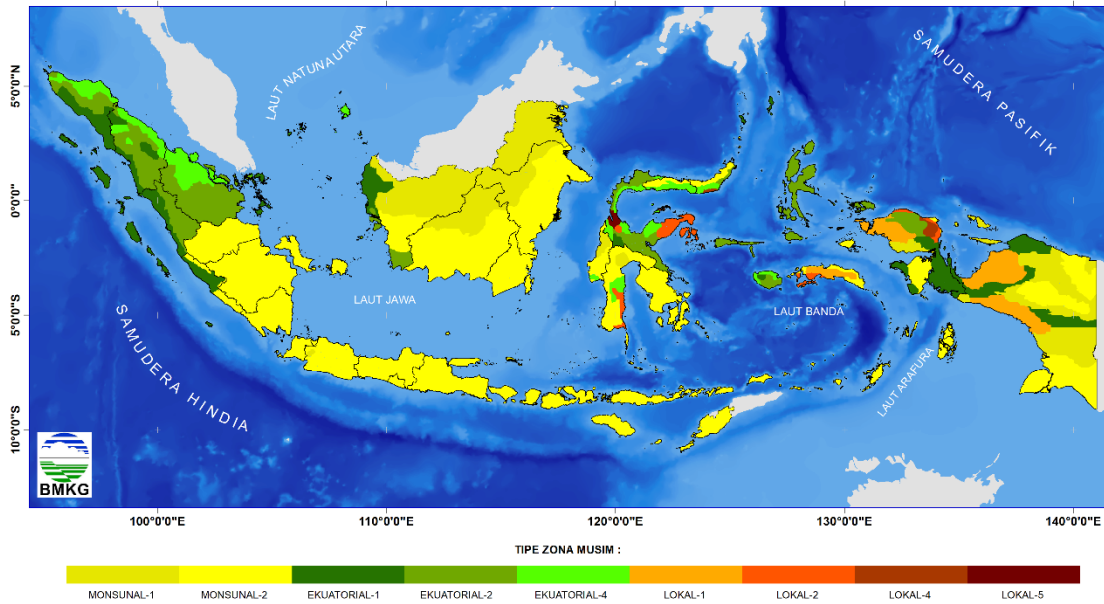 SAMUDERA PASIFIK
LAUT NATUNAUTARA
5°0'0"N
0°0'0"
LAUT JAWA
LAUT BANDA
5°0'0"S
SAMUDERA HINDIA
LAUT ARAFURA
10°0'0"S
BMKG
100°0'0"E 110°0'0"E 120°0'0"E 130°0'0"E 140°0'0"E
TIPE ZONA MUSIM :
MONSUNAL-1 MONSUNAL-2 EKUATORIAL-1 EKUATORIAL-2 EKUATORIAL-4 LOKAL-1 LOKAL-2 LOKAL-4 LOKAL-5